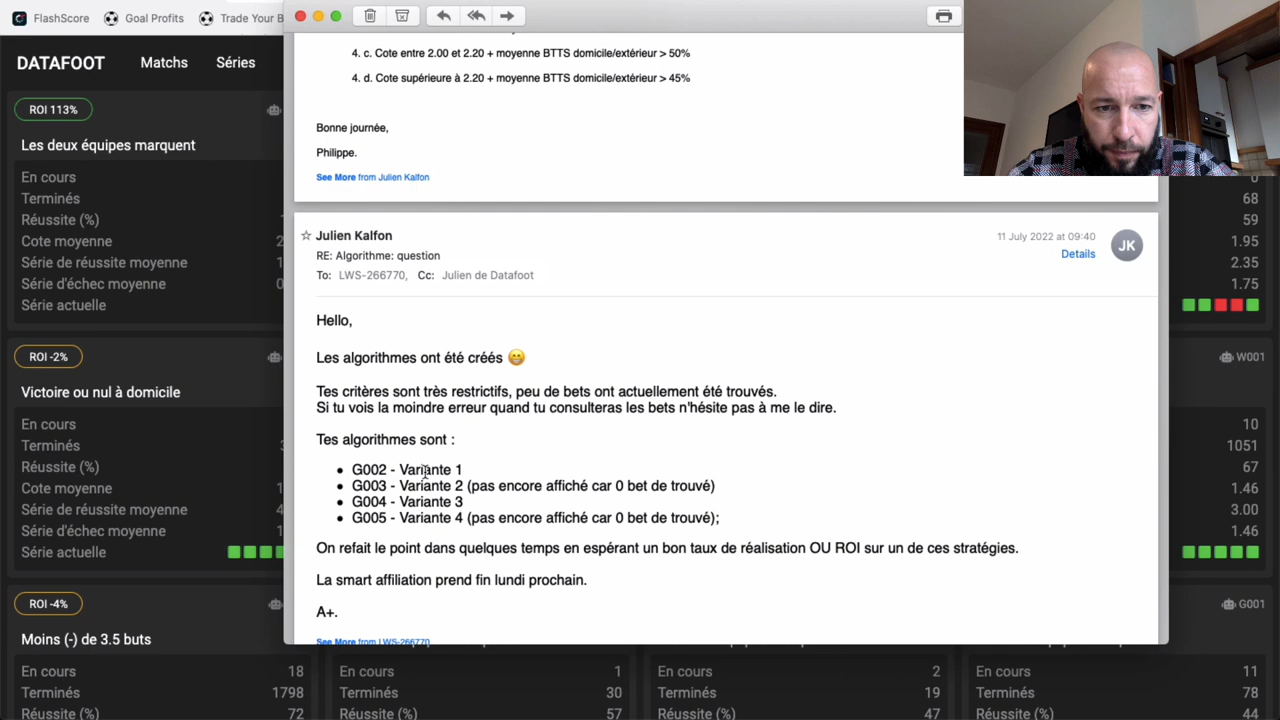 FlashScore
Goal Profits
Trade Your B
DATAFOOT
Matchs
Séries
ROI 113%
Les deux équipes marquent
En cours
Terminés
Réussite (%)
Cote moyenne
Série de réussite moyenne
Série d'échec moyenne
Série actuelle
ROI -2%
Victoire ou nul à domicile
En cours
Terminés
Réussite (%)
Cote moyenne
Série de réussite moyenne
Série d'échec moyenne
Série actuelle
ROI -4%
Moins (-) de 3.5 buts
En cours 18
Terminés 1798
Réussite (%) 72
4. c. Cote entre 2.00 et 2.20 + moyenne BTTS domicile/extérieur > 50%
4. d. Cote supérieure à 2.20 + moyenne BTTS domicile/extérieur > 45%
Bonne journée,
Philippe.
See More from Julien Kalfon
Julien Kalfon
11 July 2022 at 09:40
JK
RE: Algorithme: question
Details
To: LWS-266770, Cc: Julien de Datafoot
Hello,
Les algorithmes ont été créés 😁
Tes critères sont très restrictifs, peu de bets ont actuellement été trouvés.
Si tu vois la moindre erreur quand tu consulteras les bets n'hésite pas à me le dire.
Tes algorithmes sont :
• G002 - Variante 1
• G003 - Variante 2 (pas encore affiché car 0 bet de trouvé)
• G004 - Variante 3
• G005 - Variante 4 (pas encore affiché car 0 bet de trouvé);
On refait le point dans quelques temps en espérant un bon taux de réalisation OU ROI sur un de ces stratégies.
La smart affiliation prend fin lundi prochain.
A+.
See More from LWS-266770
En cours 1
Terminés 30
Réussite (%) 57
En cours 2
Terminés 19
Réussite (%) 47
68
59
1.95
2.35
1.75
W001
10
1051
67
1.46
3.00
1.46
G001
En cours 11
Terminés 78
Réussite (%) 44